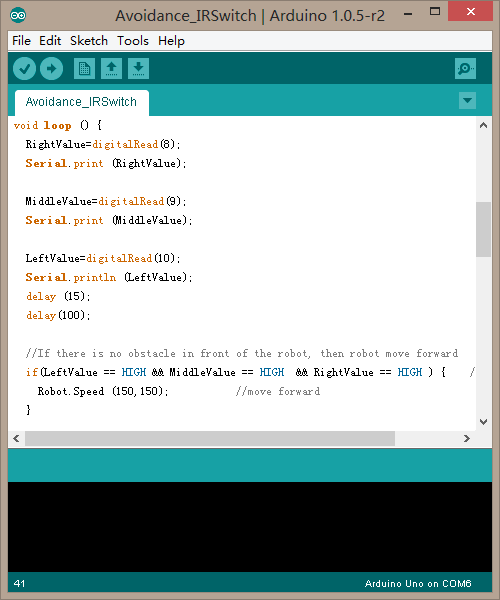 Avoidance_IRSwitch | Arduino 1.0.5-r2
File Edit Sketch Tools Help
Avoidance_IRSwitch
void loop () {
RightValue=digitalRead(8);
Serial.print (RightValue);
MiddleValue=digitalRead(9);
Serial.print (MiddleValue);
LeftValue=digitalRead(10);
Serial.println (LeftValue);
delay (15);
delay(100);
//If there is no obstacle in front of the robot, then robot move forward
if(LeftValue == HIGH && MiddleValue == HIGH && RightValue == HIGH ) { /
Robot.Speed (150,150); //move forward
}
41 Arduino Uno on COM6